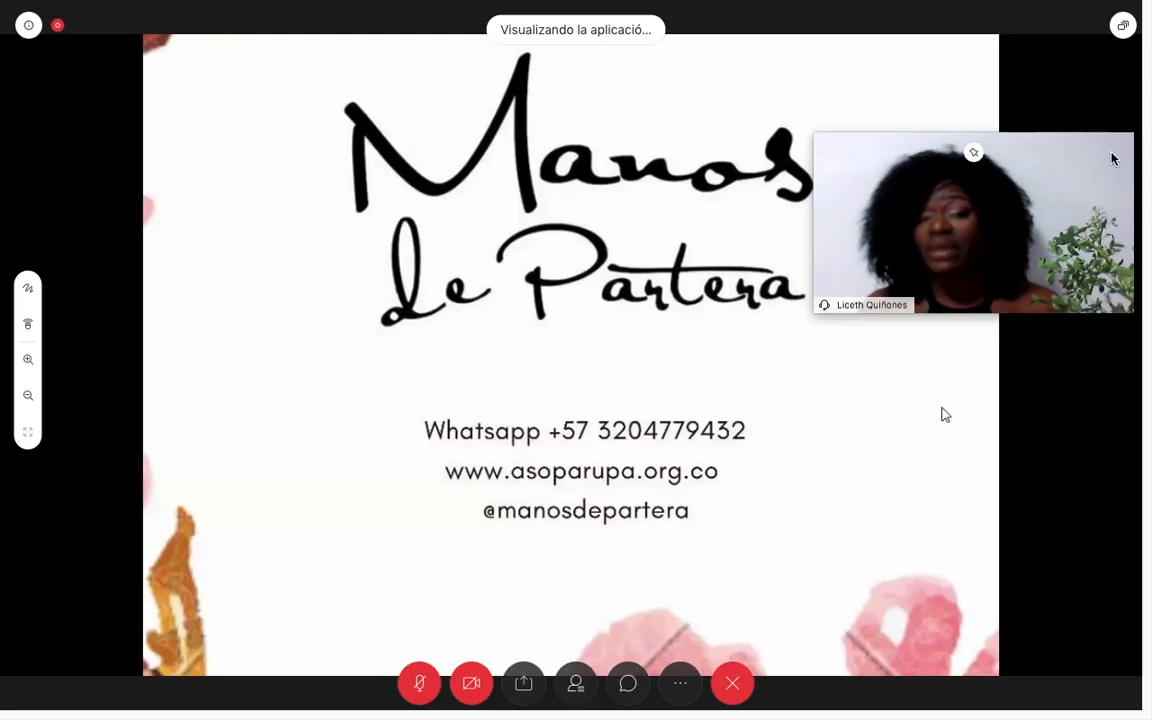 Visualizando la aplicació...
Manos
de Partera
Liceth Quiñones
Whatsapp +57 3204779432
www.asoparupa.org.co
@manosdepartera